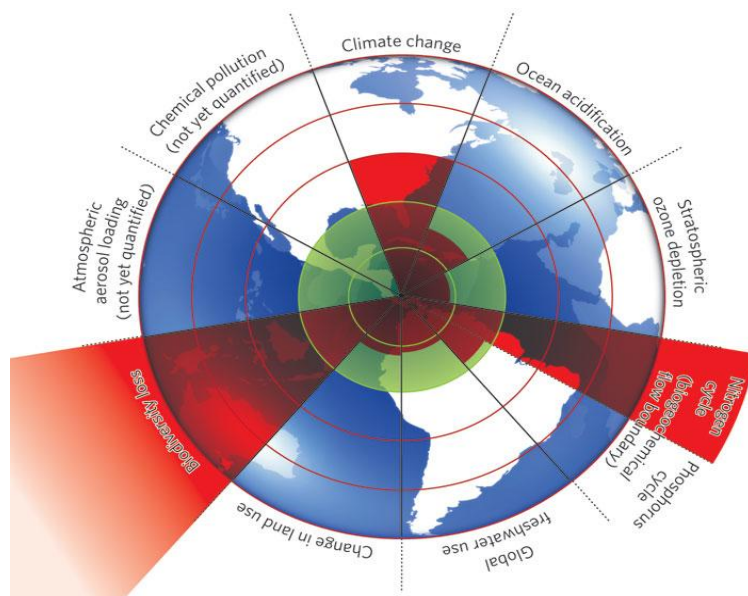 Climate change
Ocean acidification
Stratospheric
ozone depletion
Nitrogen
cycle
(biogeochemical
flow boundary)
Phosphorus
cycle
Global
freshwater use
Change in land use
Biodiversity loss
Atmospheric
aerosol loading
(not yet quantified)
Chemical pollution
(not yet quantified)